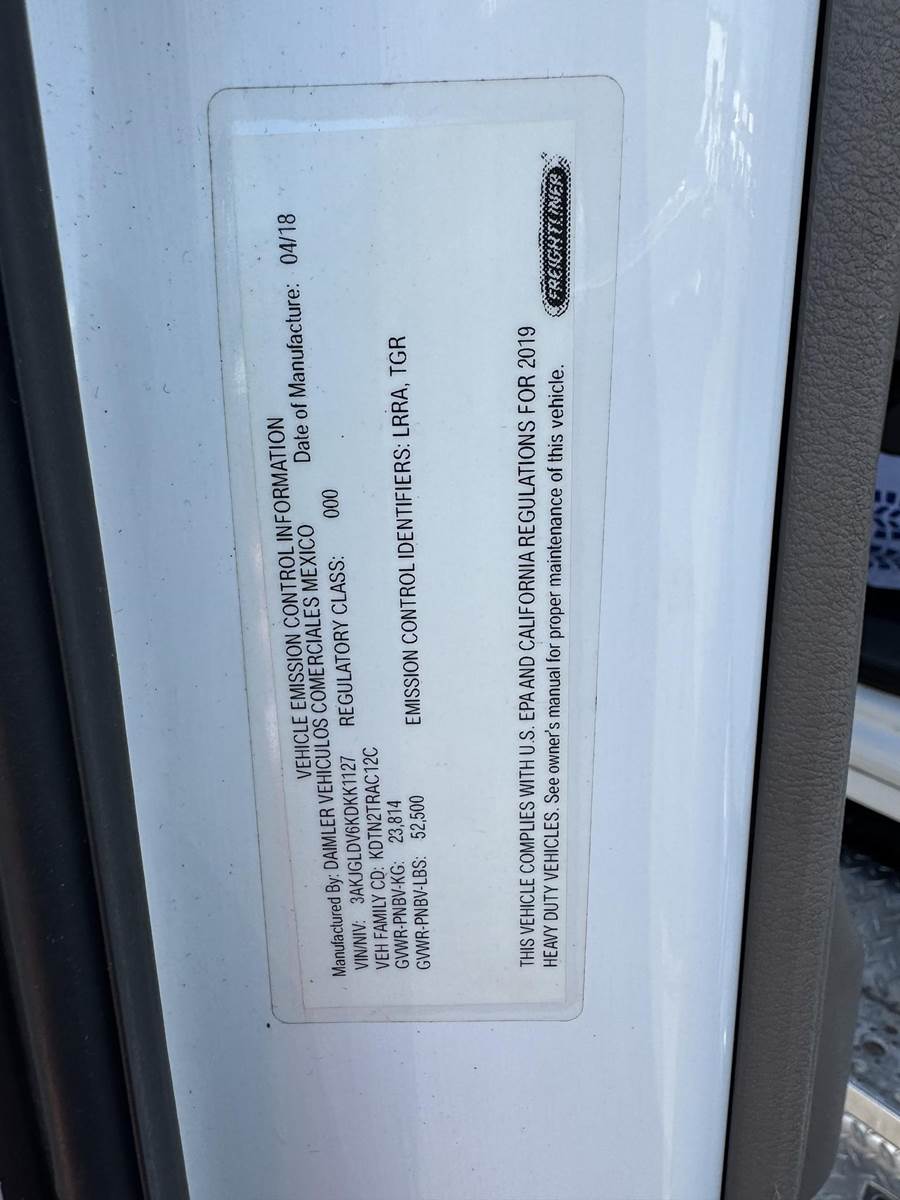 VEHICLE EMISSION CONTROL INFORMATION
Manufactured By: DAIMLER VEHICULOS COMERCIALES MEXICO Date of Manufacture: 04/18
VIN/NIV: 3AKJGLDV6KDKK1127 REGULATORY CLASS: 000
VEH FAMILY CD: KDTN2TRAC12C
GVWR-PNBV-KG: 23,814 EMISSION CONTROL IDENTIFIERS: LRRA, TGR
GVWR-PNBV-LBS: 52,500
THIS VEHICLE COMPLIES WITH U.S. EPA AND CALIFORNIA REGULATIONS FOR 2019
HEAVY DUTY VEHICLES. See owner's manual for proper maintenance of this vehicle.
FREIGHTLINER